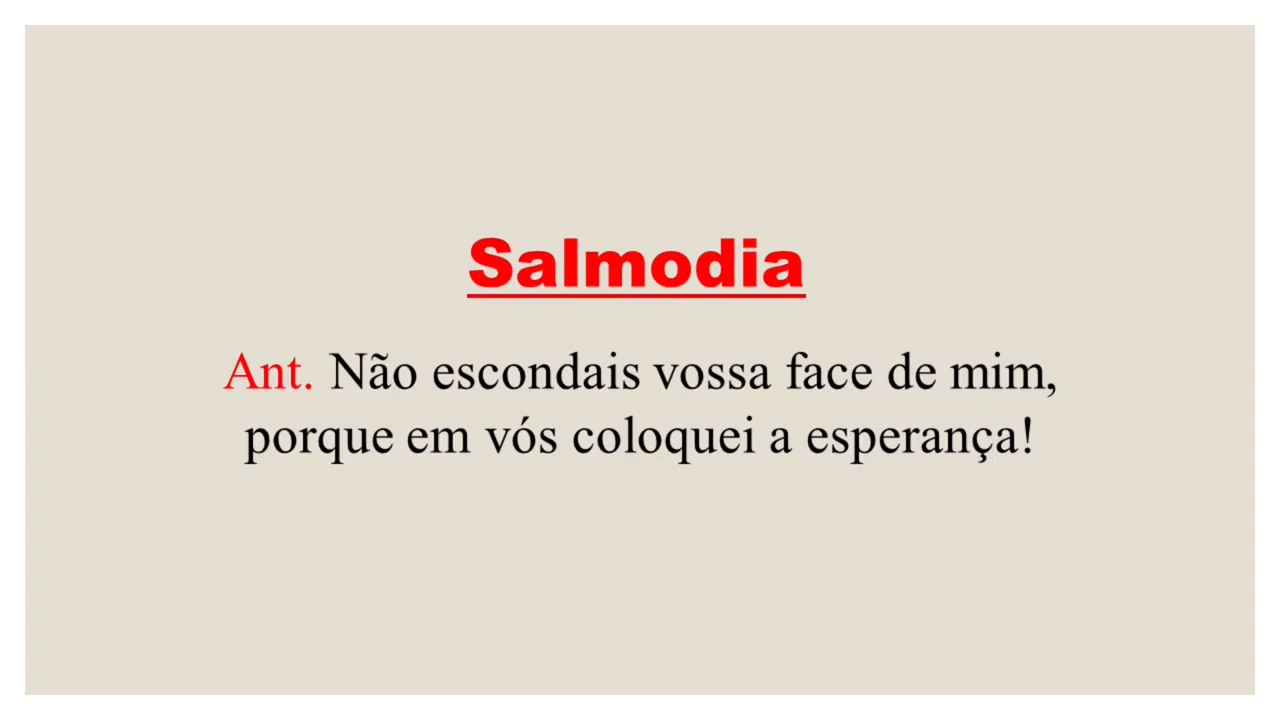 Salmodia
Ant. Não escondais vossa face de mim,
porque em vós coloquei a esperança!